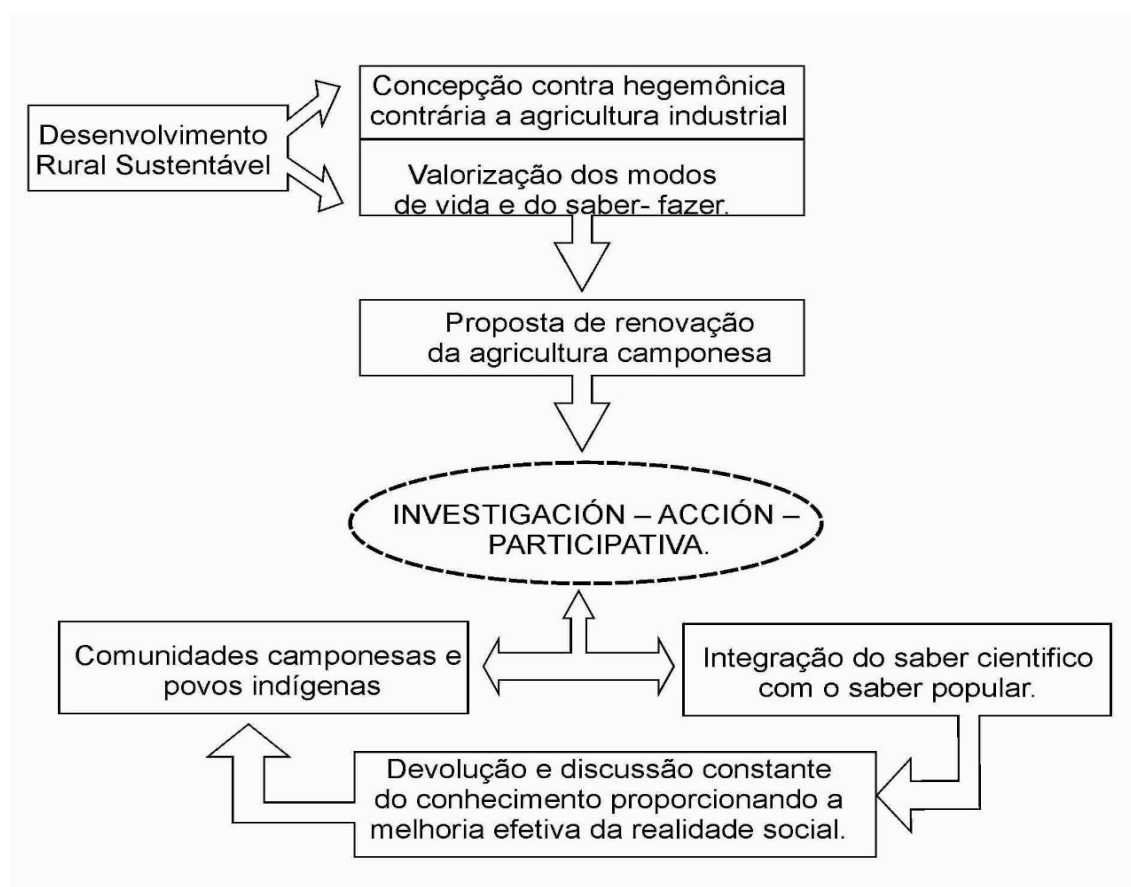 Concepção contra hegemônica
contrária a agricultura industrial
Desenvolvimento
Rural Sustentável
Valorização dos modos
de vida e do saber- fazer.
Proposta de renovação
da agricultura camponesa
INVESTIGACIÓN – ACCIÓN –
PARTICIPATIVA.
Comunidades camponesas e
povos indígenas
Integração do saber cientifico
com o saber popular.
Devolução e discussão constante
do conhecimento proporcionando a
melhoria efetiva da realidade social.